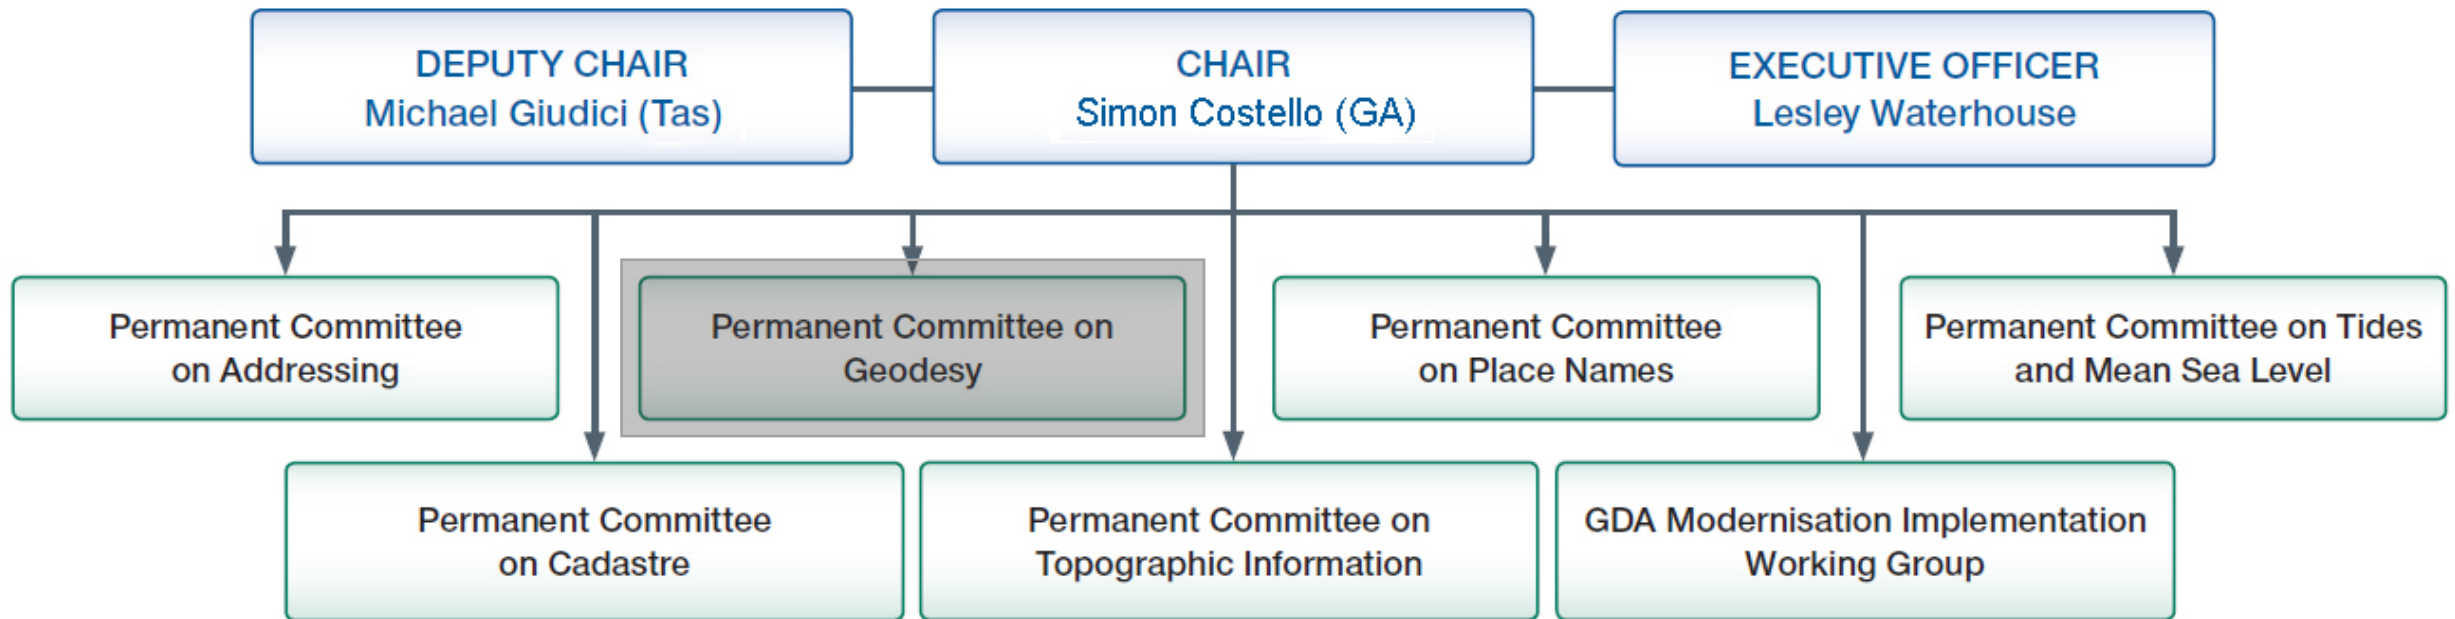 DEPUTY CHAIR
Michael Giudici (Tas)
CHAIR
Simon Costello (GA)
EXECUTIVE OFFICER
Lesley Waterhouse
Permanent Committee
on Addressing
Permanent Committee on
Geodesy
Permanent Committee
on Place Names
Permanent Committee on Tides
and Mean Sea Level
Permanent Committee
on Cadastre
Permanent Committee on
Topographic Information
GDA Modernisation Implementation
Working Group